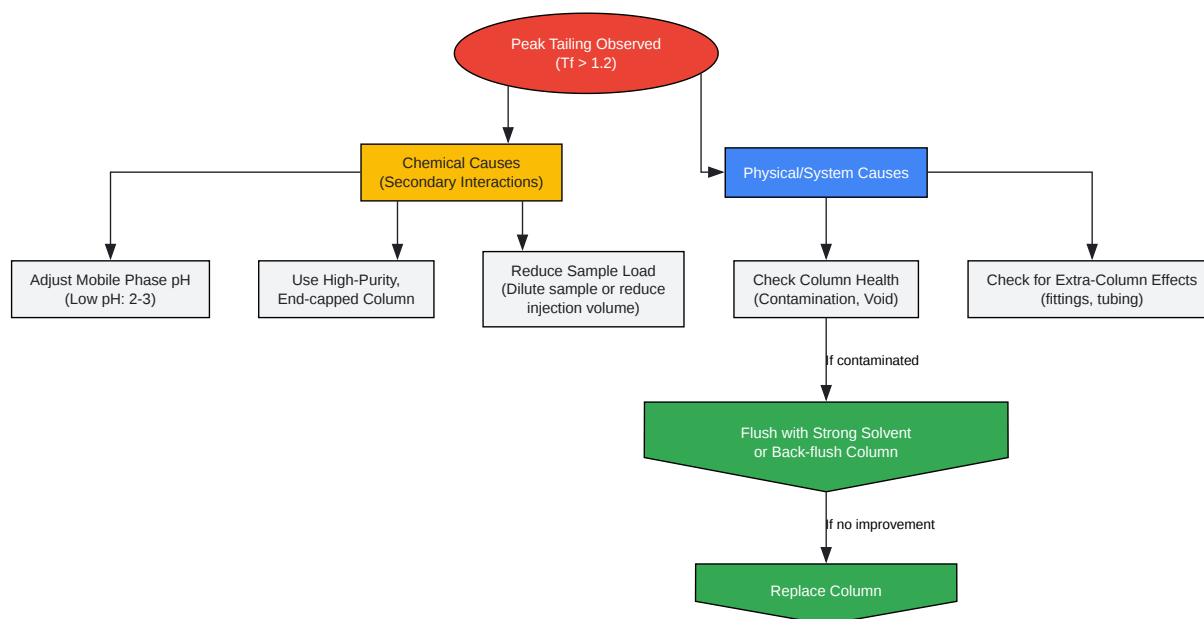 Peak Tailing Observed
(Tf > 1.2)
Chemical Causes
(Secondary Interactions)
Physical/System Causes
Adjust Mobile Phase pH
(Low pH: 2-3)
Use High-Purity,
End-capped Column
Reduce Sample Load
(Dilute sample or reduce
injection volume)
Check Column Health
(Contamination, Void)
Check for Extra-Column Effects
(fittings, tubing)
If contaminated
Flush with Strong Solvent
or Back-flush Column
If no improvement
Replace Column